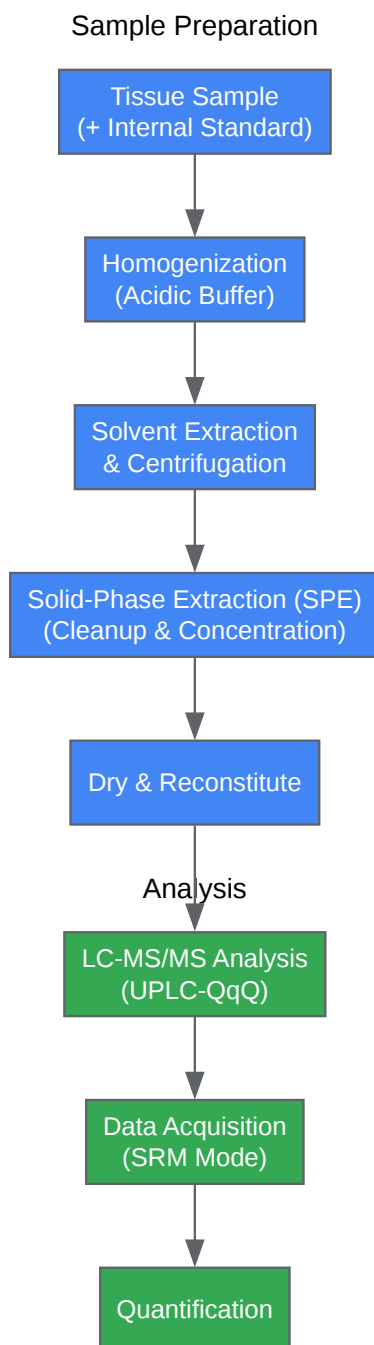 Sample Preparation
Tissue Sample
(+ Internal Standard)
Homogenization
(Acidic Buffer)
Solvent Extraction
& Centrifugation
Solid-Phase Extraction (SPE)
(Cleanup & Concentration)
Dry & Reconstitute
Analysis
LC-MS/MS Analysis
(UPLC-QqQ)
Data Acquisition
(SRM Mode)
Quantification